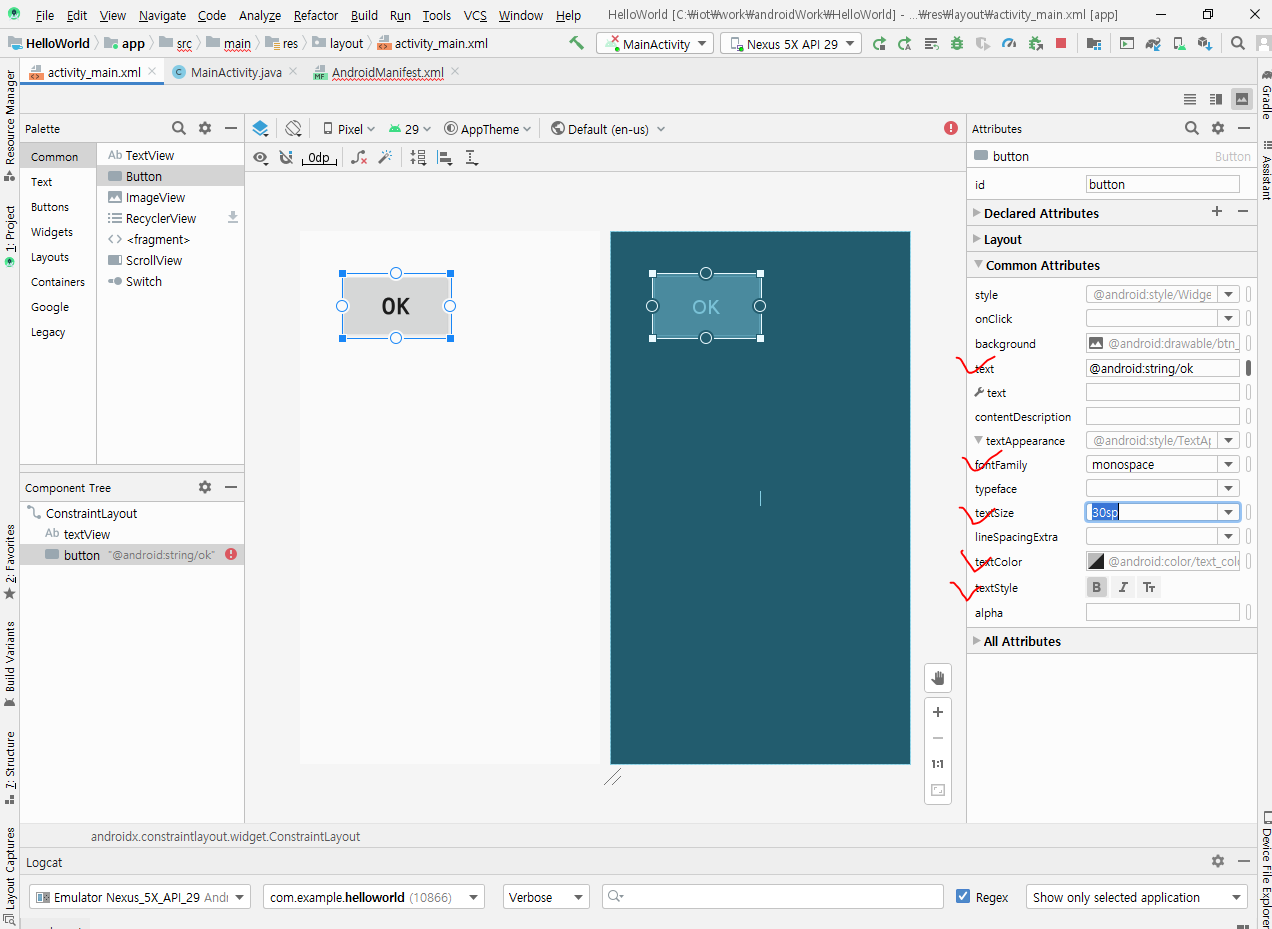 File Edit View Navigate Code Analyze Refactor Build Run Tools VCS Window Help HelloWorld [C:₩iot₩work₩androidWork₩HelloWorld] - ...₩res₩layout₩activity_main.xml [app]
HelloWorld app src main res layout activity_main.xml MainActivity Nexus 5X API 29
activity_main.xml MainActivity.java AndroidManifest.xml
Resource Manager
1: Project
2: Favorites
Build Variants
7: Structure
Layout Captures
Gradle
Assistant
Device File Explorer
Palette
Common
Text
Buttons
Widgets
Layouts
Containers
Google
Legacy
Ab TextView
Button
ImageView
RecyclerView
<fragment>
ScrollView
Switch
Pixel 29 AppTheme Default (en-us)
0dp
OK
OK
1:1
Component Tree
ConstraintLayout
Ab textView
button "@android:string/ok"
Attributes
button Button
id button
Declared Attributes
Layout
Common Attributes
style @android:style/Widge
onClick
background @android:drawable/btn_
text @android:string/ok
text
contentDescription
textAppearance @android:style/TextAp
fontFamily monospace
typeface
textSize 30sp
lineSpacingExtra
textColor @android:color/text_colo
textStyle B I Tт
alpha
All Attributes
androidx.constraintlayout.widget.ConstraintLayout
Logcat
Emulator Nexus_5X_API_29 Andr com.example.helloworld (10866) Verbose Regex Show only selected application